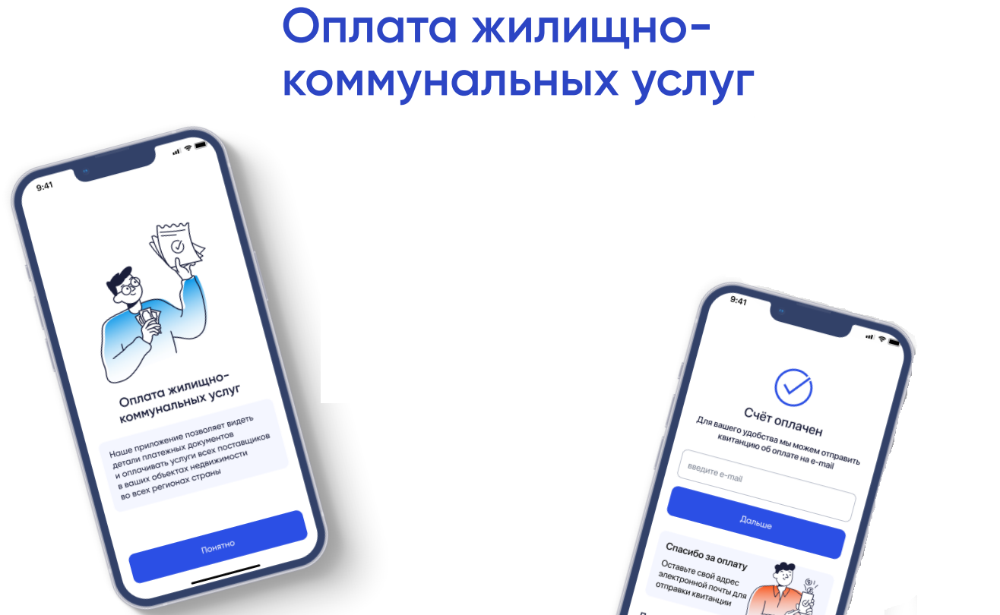 Оплата жилищно-
коммунальных услуг
9:41
Оплата жилищно-
коммунальных услуг
Наше приложение позволяет видеть
детали платежных документов
и оплачивать услуги всех поставщиков
в ваших объектах недвижимости
во всех регионах страны
Понятно
9:41
Счёт оплачен
Для вашего удобства мы можем отправить
квитанцию об оплате на e-mail
введите e-mail
Дальше
Спасибо за оплату
Оставьте свой адрес
электронной почты для
отправки квитанции